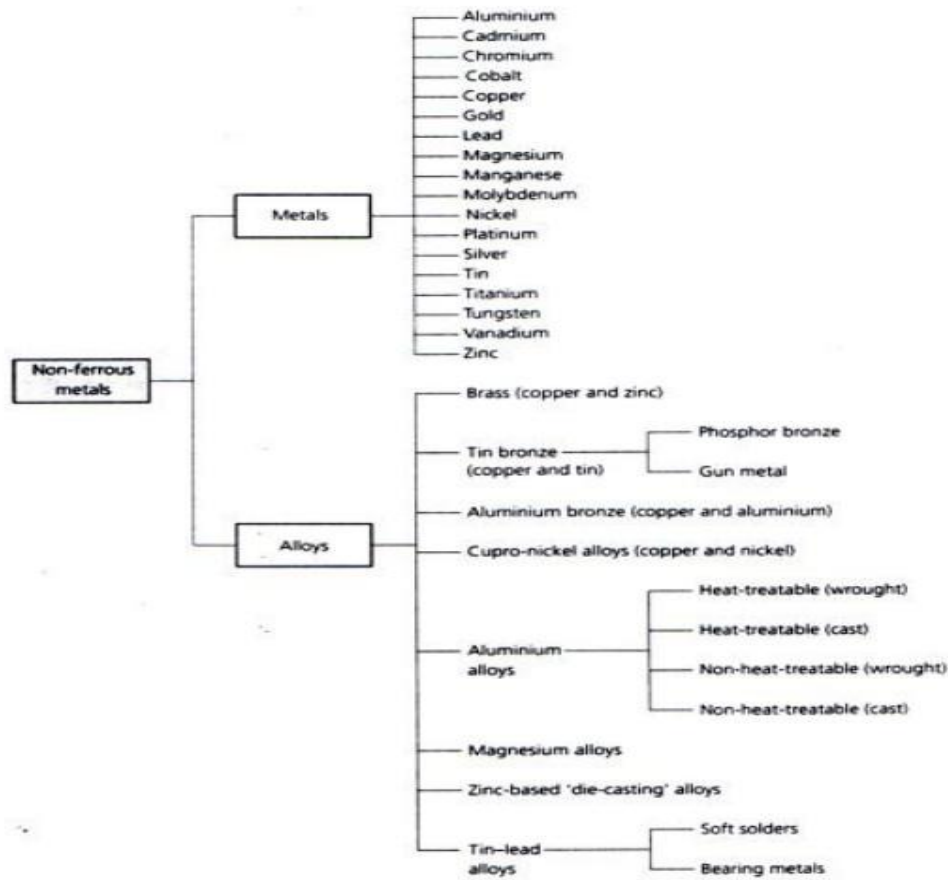 Aluminium
Cadmium
Chromium
Cobalt
Copper
Gold
Lead
Magnesium
Manganese
Molybdenum
Metals
Nickel
Platinum
Silver
Tin
Titanium
Tungsten
Vanadium
Zinc
Non-ferrous
metals
Brass (copper and zinc)
Tin bronze
(copper and tin)
Phosphor bronze
Gun metal
Aluminium bronze (copper and aluminium)
Alloys
Cupro-nickel alloys (copper and nickel)
Aluminium
alloys
Heat-treatable (wrought)
Heat-treatable (cast)
Non-heat-treatable (wrought)
Non-heat-treatable (cast)
Magnesium alloys
Zinc-based 'die-casting' alloys
Tin–lead
alloys
Soft solders
Bearing metals